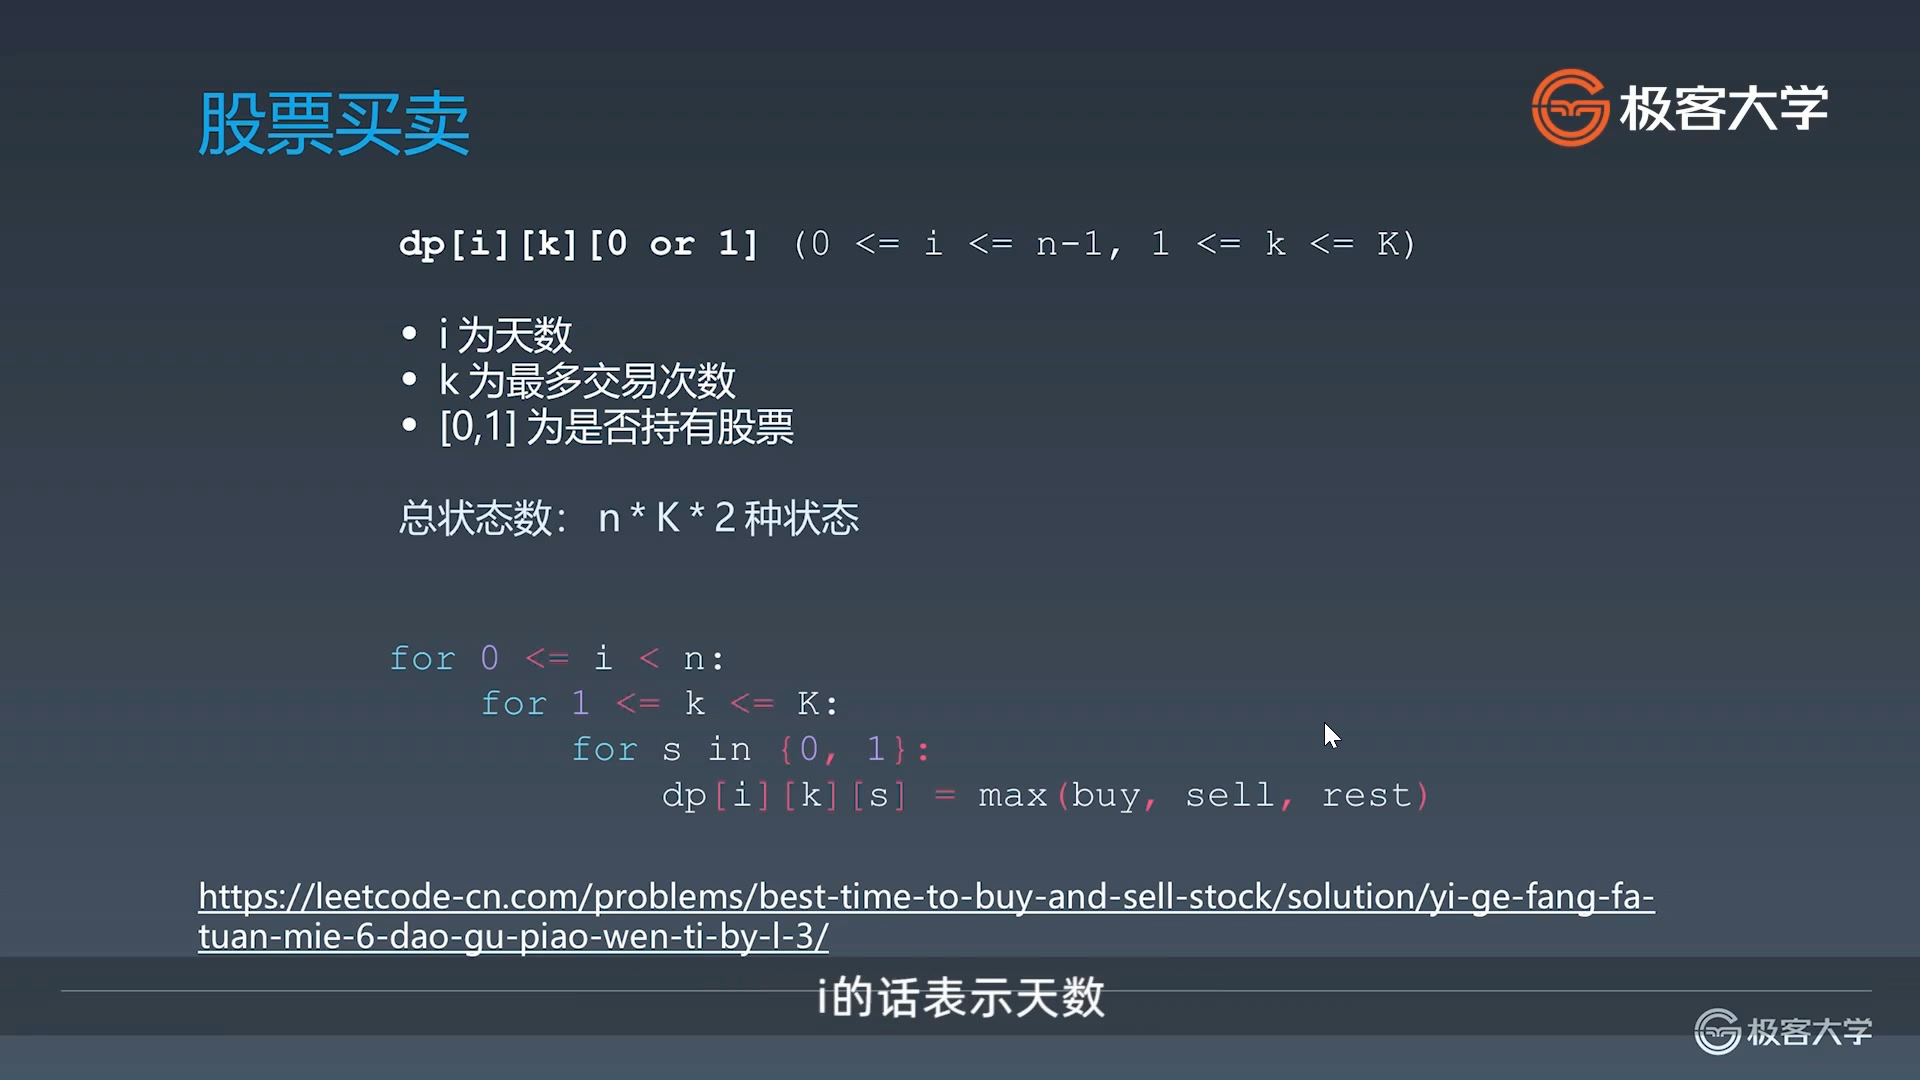 股票买卖
极客大学
dp[i][k][0 or 1] (0 <= i <= n-1, 1 <= k <= K)
• i 为天数
• k 为最多交易次数
• [0,1] 为是否持有股票
总状态数： n * K * 2 种状态
for 0 <= i < n:
for 1 <= k <= K:
for s in {0, 1}:
dp[i][k][s] = max(buy, sell, rest)
https://leetcode-cn.com/problems/best-time-to-buy-and-sell-stock/solution/yi-ge-fang-fa-
tuan-mie-6-dao-gu-piao-wen-ti-by-l-3/
i的话表示天数
极客大学